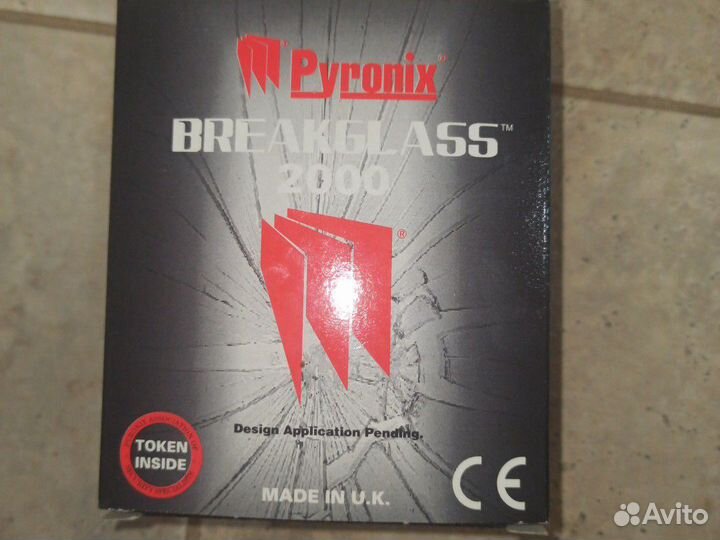 Pyronix®
BREAKGLASS™
2000
®
Design Application Pending.
TOKEN
INSIDE
MADE IN U.K.
CE
Avito